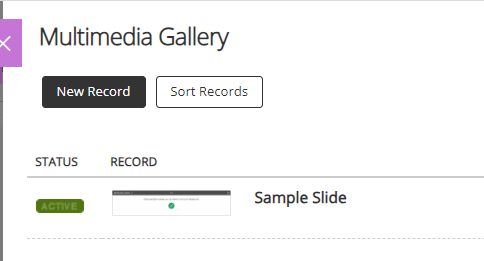 Multimedia Gallery
New Record Sort Records
STATUS RECORD
ACTIVE Sample Slide